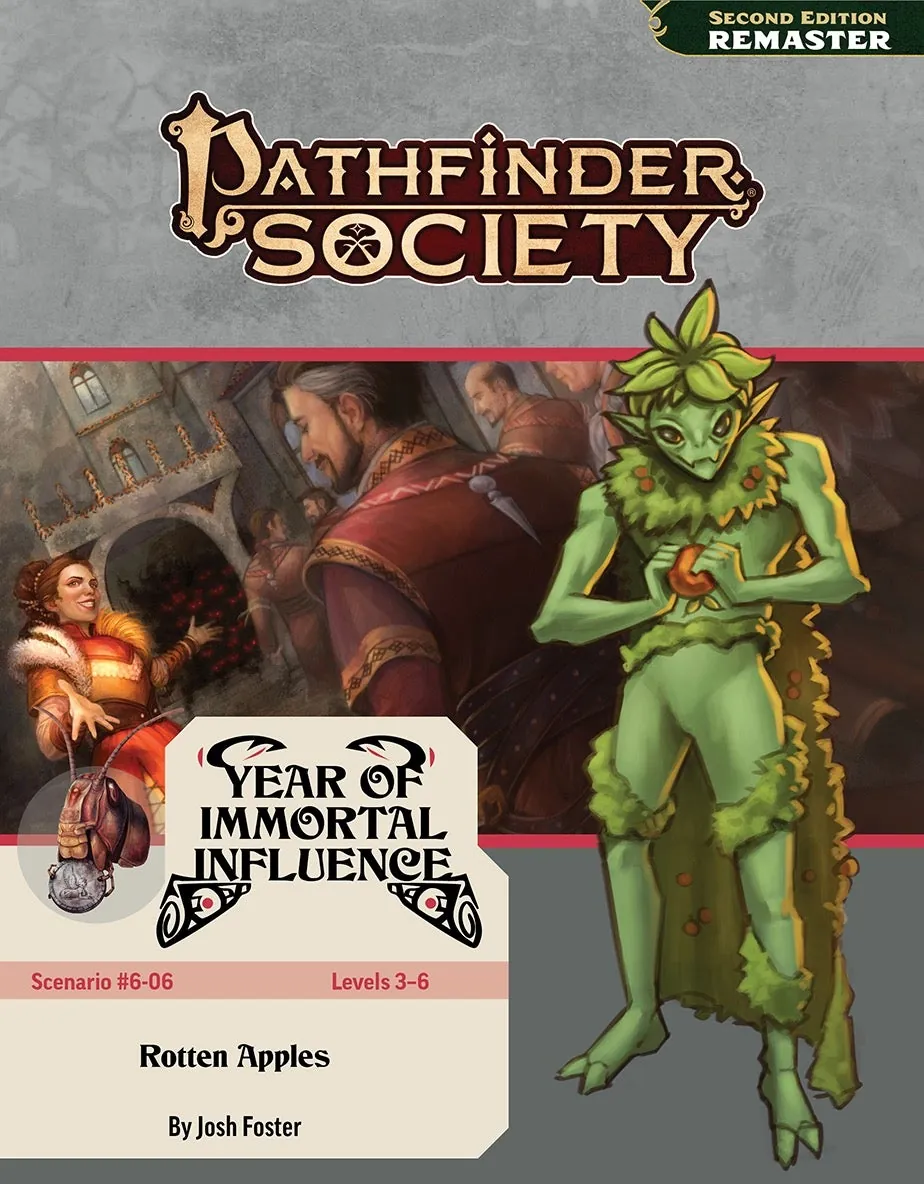 SECOND EDITION
REMASTER
PATHFINDER
SOCIETY
YEAR OF
IMMORTAL
INFLUENCE
Scenario #6-06 Levels 3–6
Rotten Apples
By Josh Foster